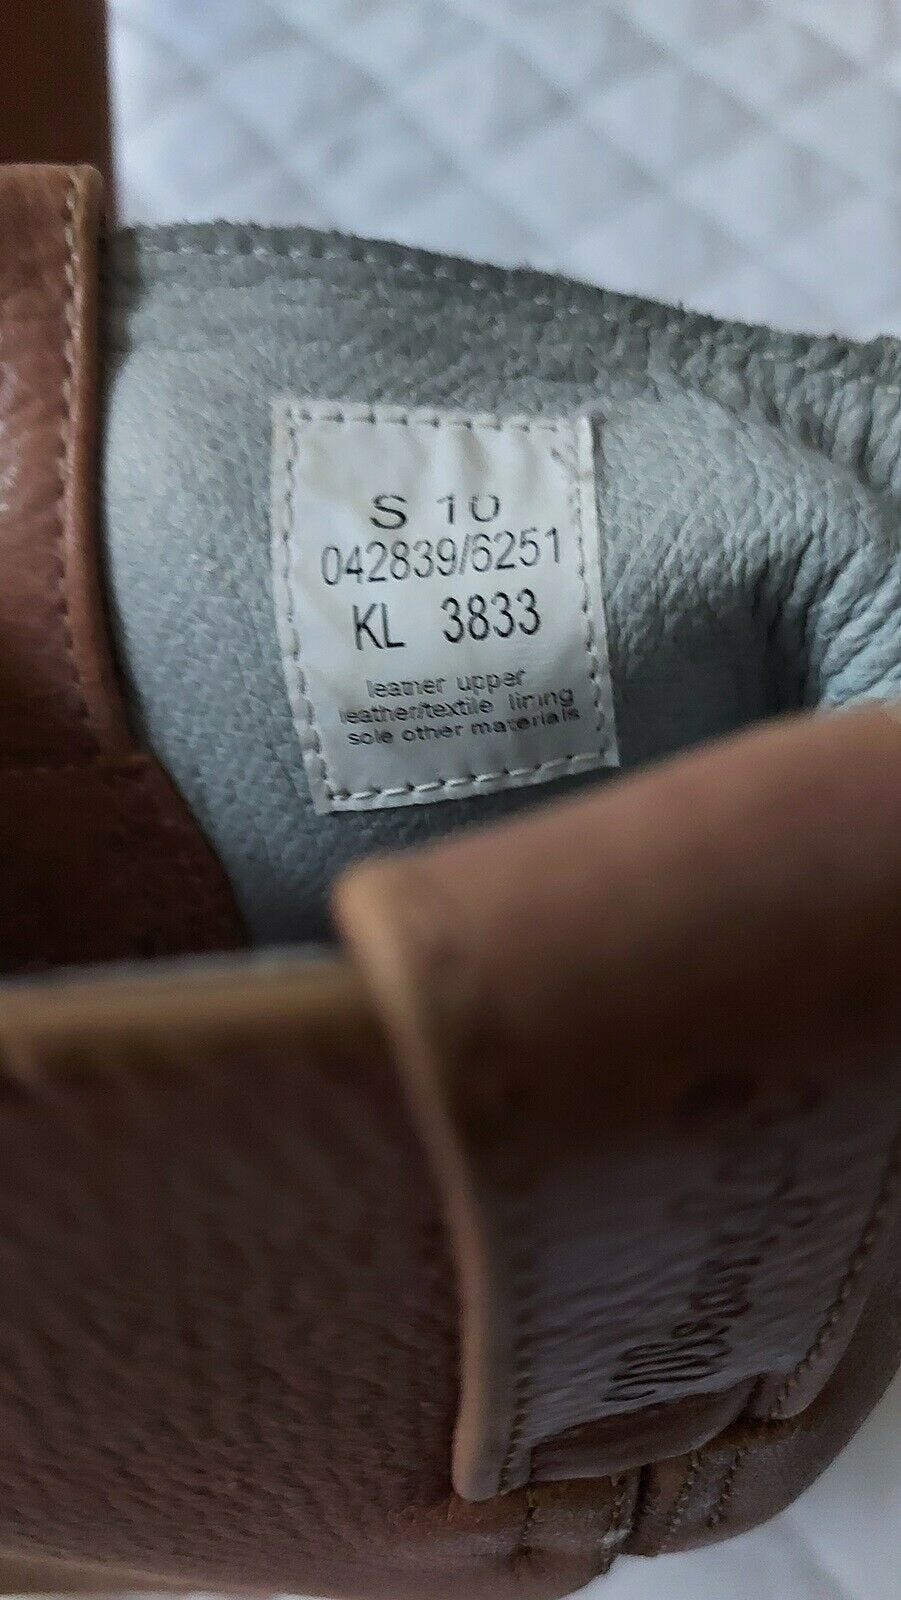 S 10
042839/6251
KL 3833
leather upper
leather/textile lining
sole other materials